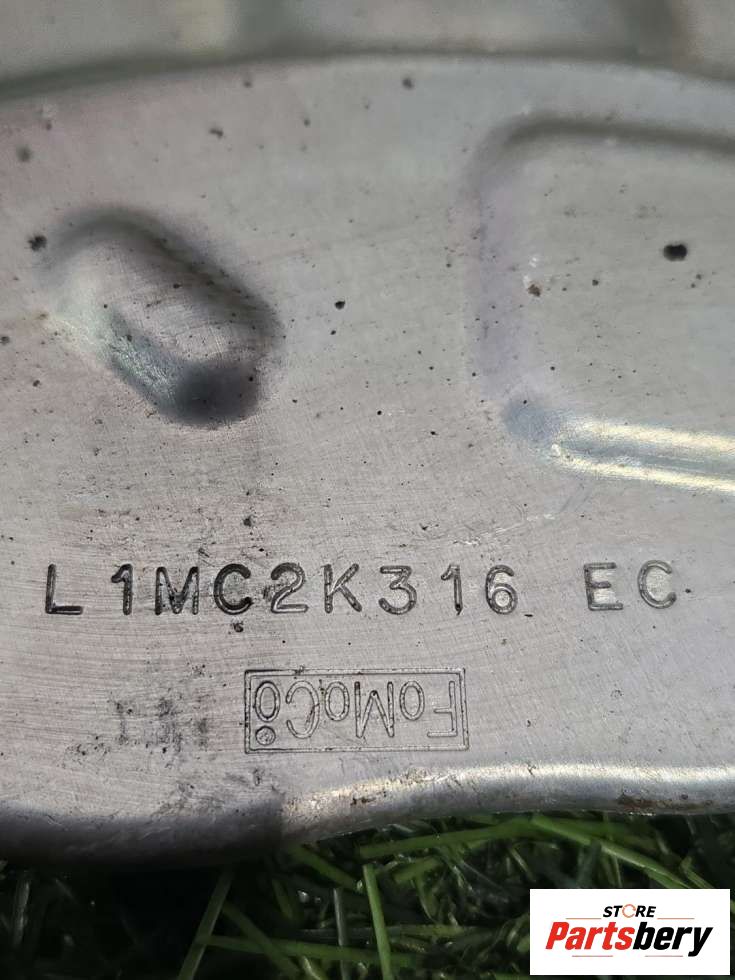 L1MC2K316 EC
FoMoCo
STORE
Partsbery